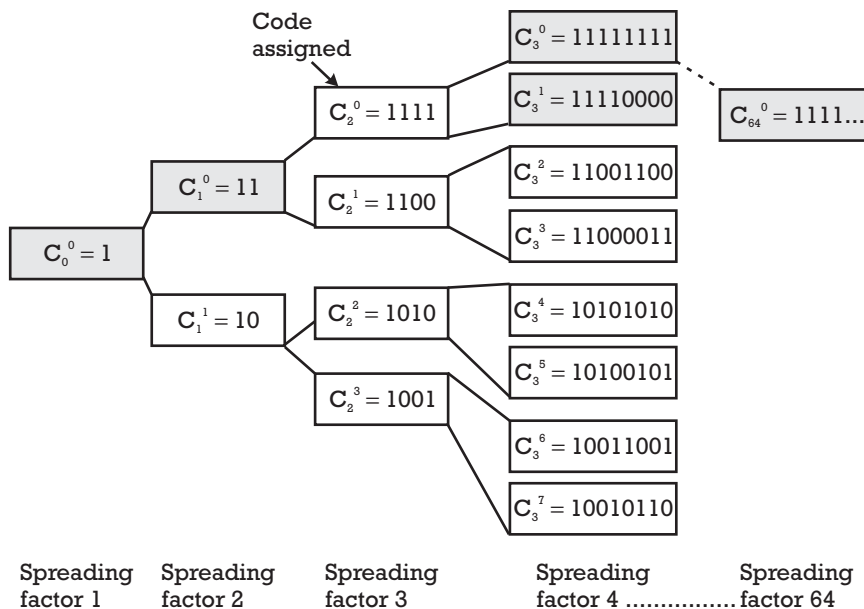 Code
assigned
C₃⁰ = 11111111
C₂⁰ = 1111
C₃¹ = 11110000
C₆₄⁰ = 1111...
C₁⁰ = 11
C₃² = 11001100
C₂¹ = 1100
C₃³ = 11000011
C₀⁰ = 1
C₁¹ = 10
C₂² = 1010
C₃⁴ = 10101010
C₃⁵ = 10100101
C₂³ = 1001
C₃⁶ = 10011001
C₃⁷ = 10010110
Spreading Spreading Spreading Spreading Spreading
factor 1 factor 2 factor 3 factor 4 ................. factor 64